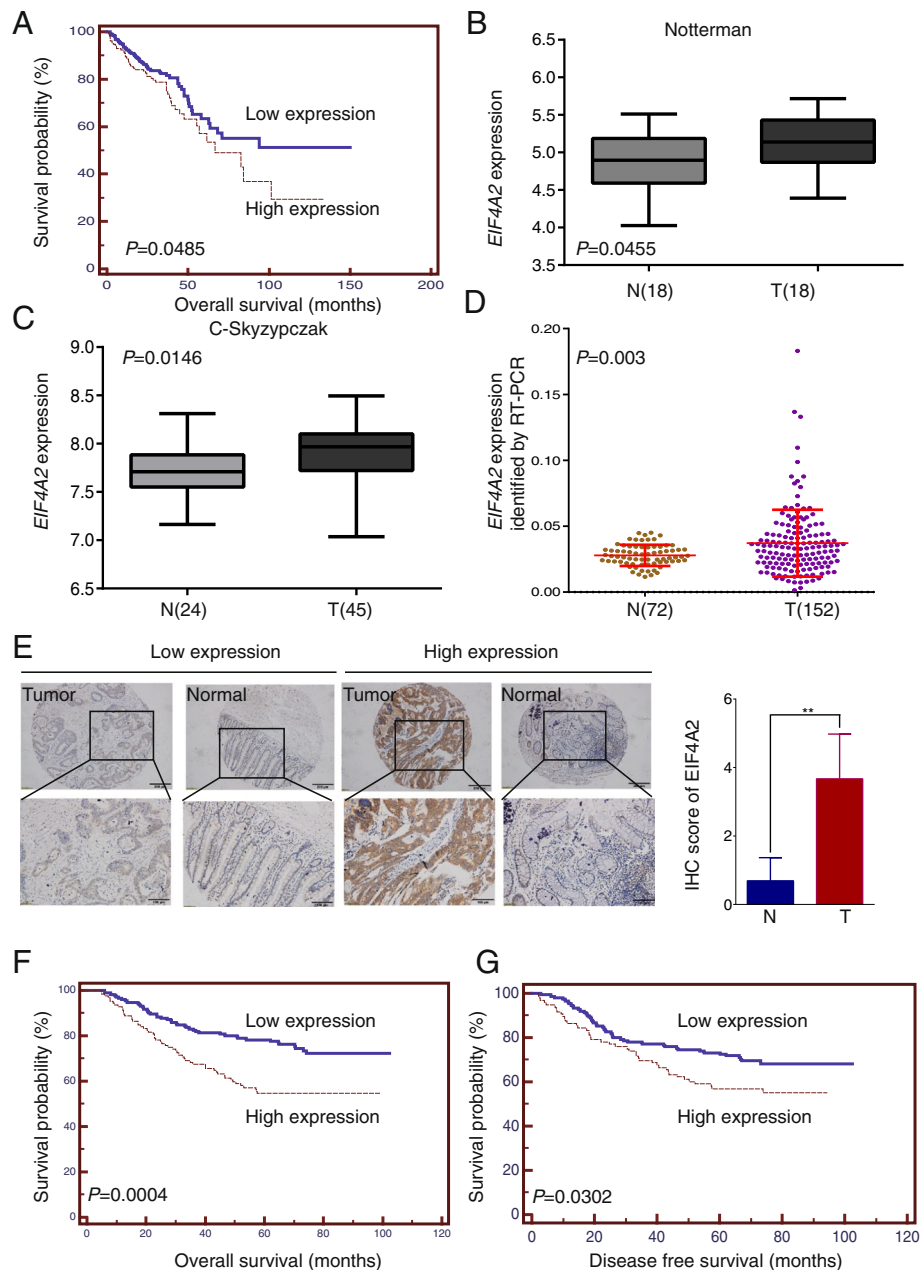 A
Survival probability (%)
100
80
60
40
20
0
Low expression
High expression
P=0.0485
0
50
100
150
200
Overall survival (months)
B
Notterman
EIF4A2 expression
6.5
6.0
5.5
5.0
4.5
4.0
3.5
P=0.0455
N(18)
T(18)
C
C-Skyzypczak
EIF4A2 expression
9.0
8.5
8.0
7.5
7.0
6.5
P=0.0146
N(24)
T(45)
D
EIF4A2 expression
identified by RT-PCR
0.20
0.15
0.10
0.05
0.00
P=0.003
N(72)
T(152)
E
Low expression
High expression
Tumor
Normal
Tumor
Normal
IHC score of EIF4A2
6
4
2
0
**
N
T
F
Survival probability (%)
100
80
60
40
20
0
Low expression
High expression
P=0.0004
0
20
40
60
80
100
120
Overall survival (months)
G
Survival probability (%)
100
90
80
70
60
50
40
30
20
10
0
Low expression
High expression
P=0.0302
0
20
40
60
80
100
120
Disease free survival (months)